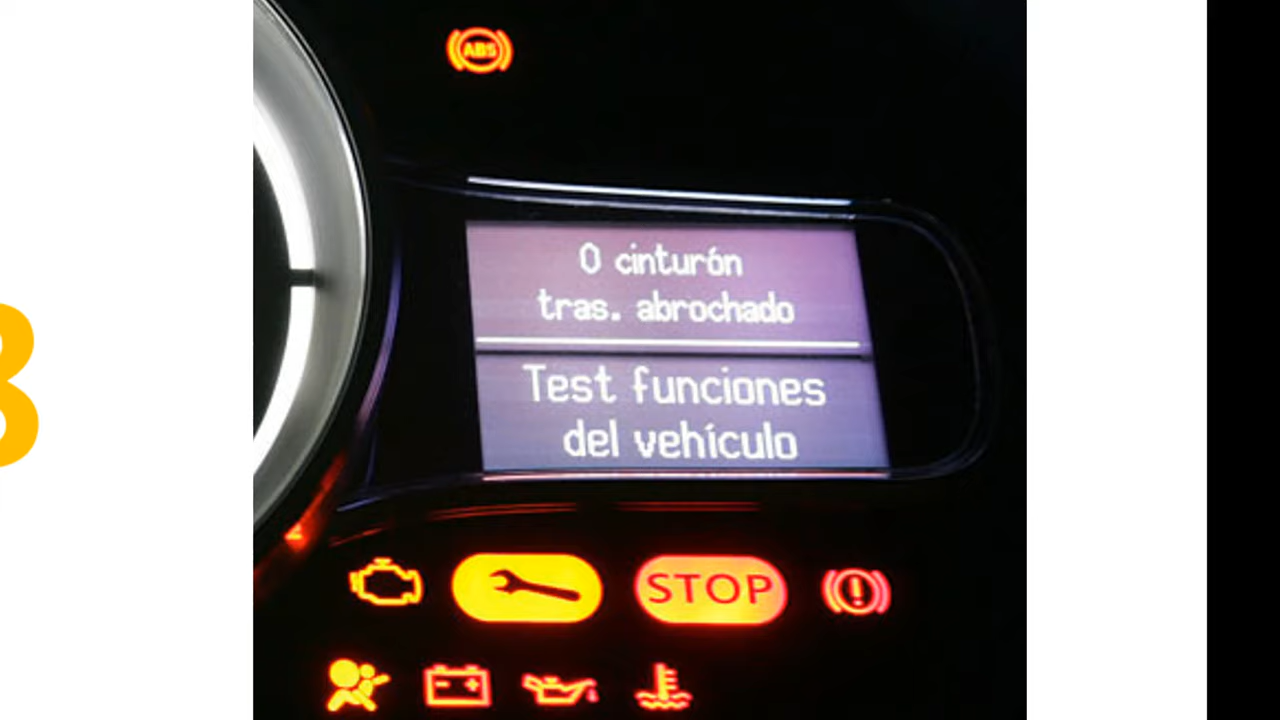 ABS
0 cinturón
tras. abrochado
Test funciones
del vehículo
STOP